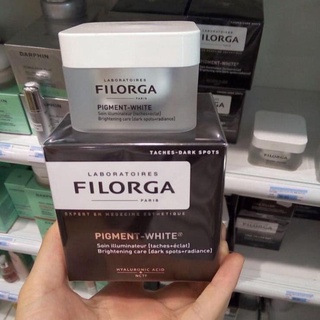 DARPHIN
LABORATOIRES
FILORGA
PARIS
PIGMENT-WHITE
Soin illuminateur [taches+éclat]
Brightening care [dark spots+radiance]
TACHES-DARK SPOTS
LABORATOIRES
FILORGA
PARIS
EXPERT EN MEDECINE ESTHETIQUE
PIGMENT-WHITE®
Soin illuminateur [taches+éclat]
Brightening care [dark spots+radiance]
HYALURONIC ACID
FILORGA